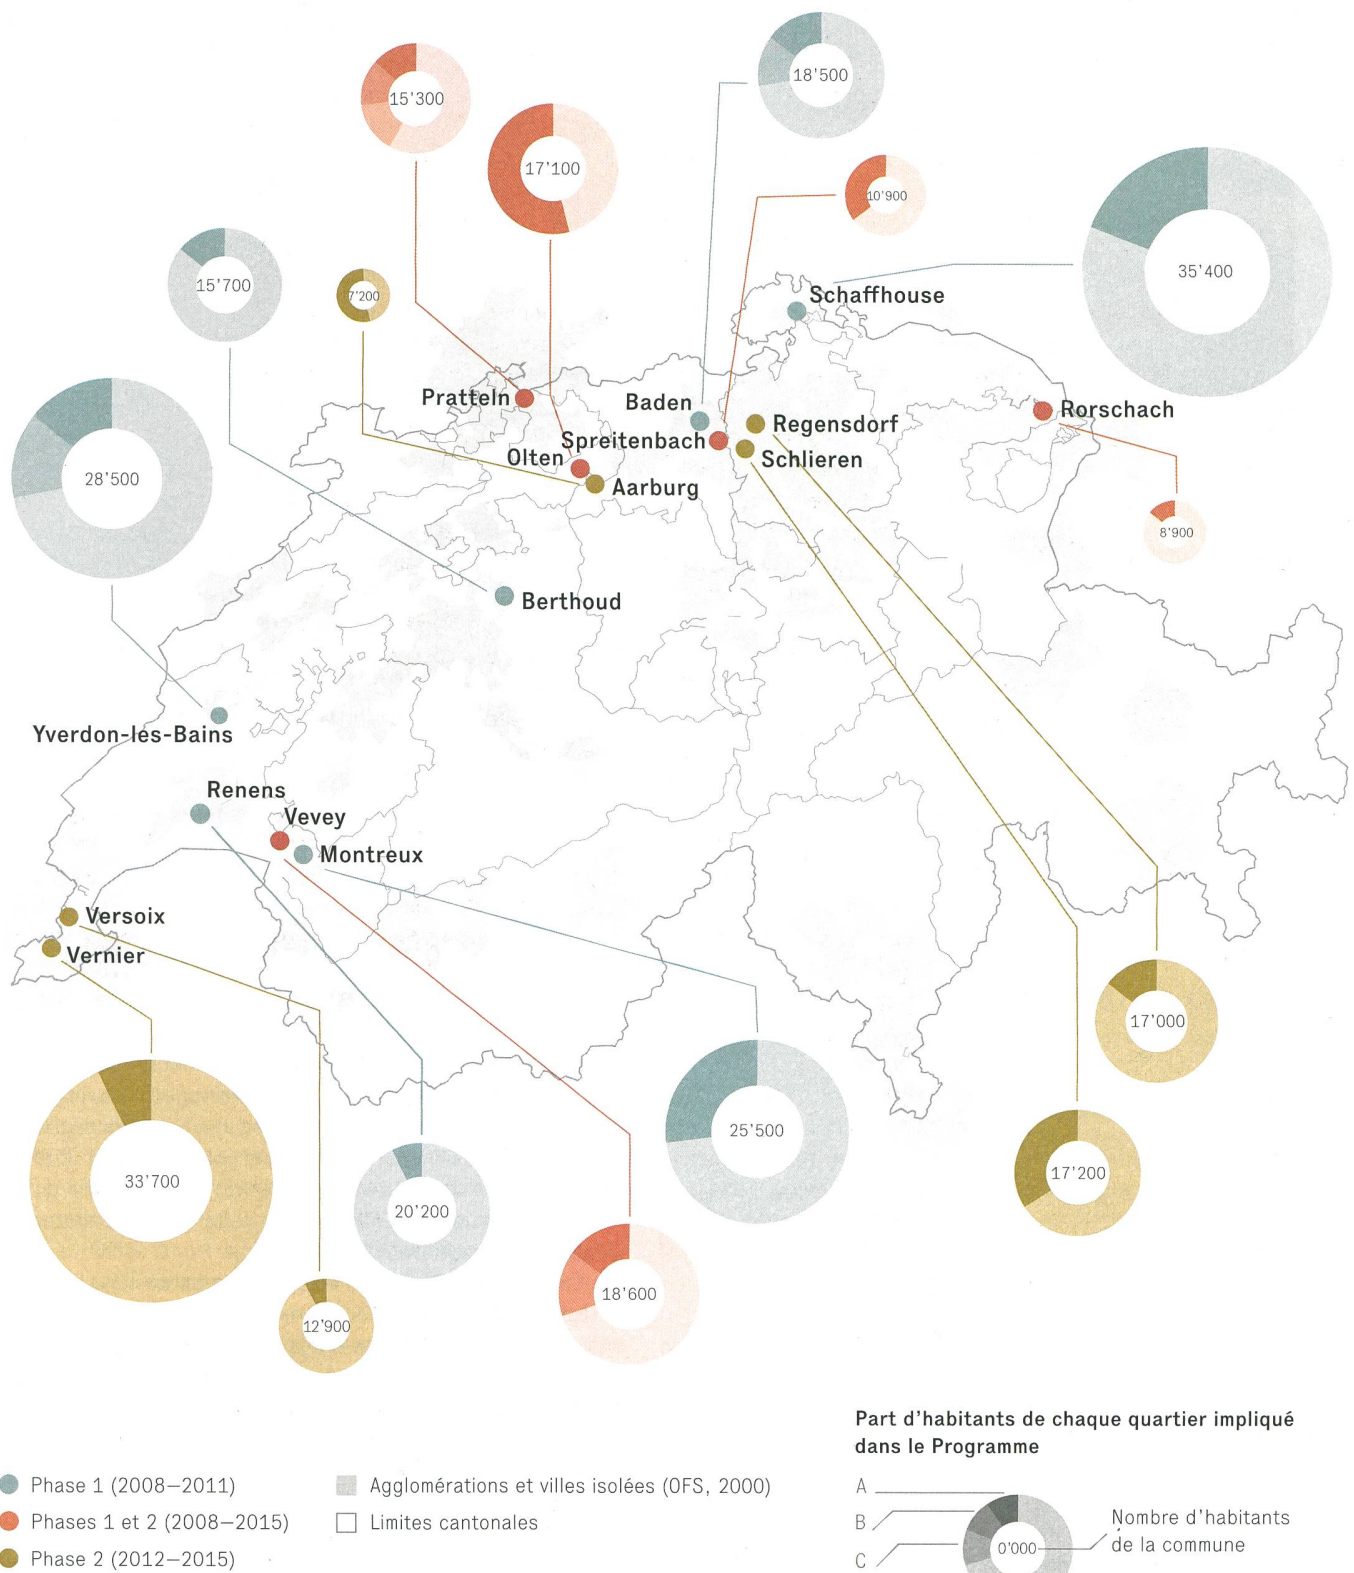 18'500
15'300
17'100
10'900
35'400
15'700
7'200
Schaffhouse
Pratteln
Baden
Rorschach
Regensdorf
Spreitenbach
Olten
Schlieren
Aarburg
28'500
8'900
Berthoud
Yverdon-les-Bains
Renens
Vevey
Montreux
Versoix
Vernier
17'000
25'500
17'200
33'700
20'200
18'600
12'900
Part d'habitants de chaque quartier impliqué
dans le Programme
Phase 1 (2008–2011)
Phases 1 et 2 (2008–2015)
Phase 2 (2012–2015)
Agglomérations et villes isolées (OFS, 2000)
Limites cantonales
A
B
C
0'000
Nombre d'habitants
de la commune